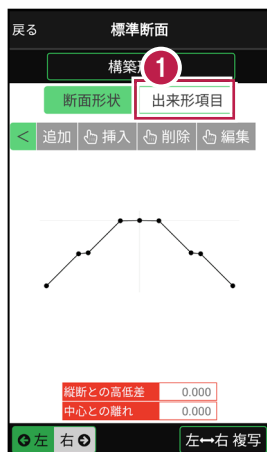 戻る 標準断面
構築
1
断面形状 出来形項目
< 追加 挿入 削除 編集
縦断との高低差 0.000
中心との離れ 0.000
左 右 左↔右 複写